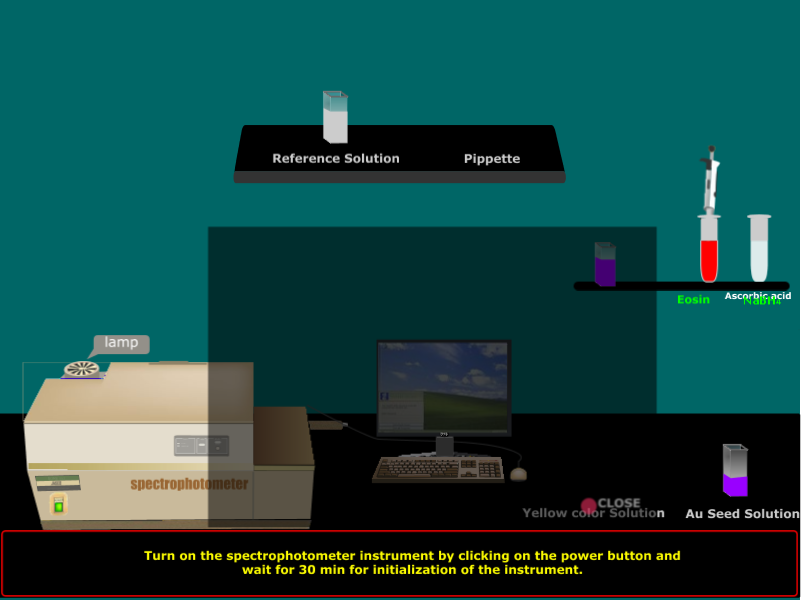 Reference Solution
Pippette
Eosin
Ascorbic acid
NaBH4
lamp
spectrophotometer
CLOSE
Yellow color Solution
Au Seed Solution
Turn on the spectrophotometer instrument by clicking on the power button and
wait for 30 min for initialization of the instrument.